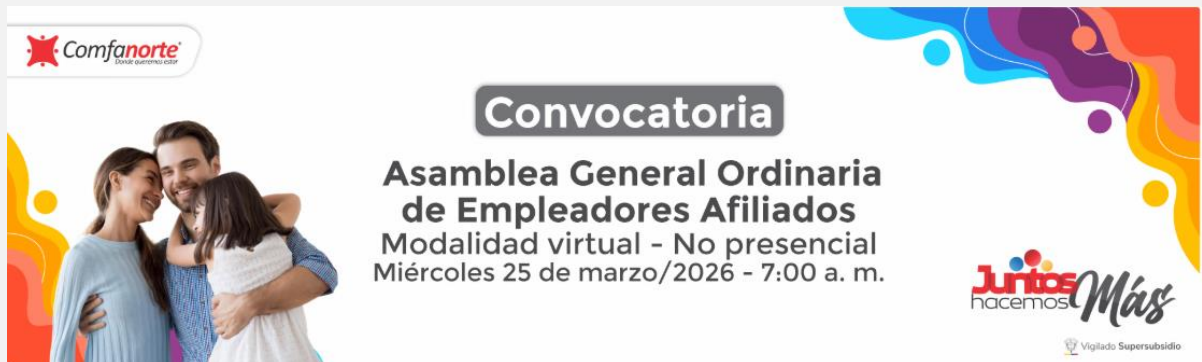 Comfanorte
Donde queremos estar
Convocatoria
Asamblea General Ordinaria
de Empleadores Afiliados
Modalidad virtual - No presencial
Miércoles 25 de marzo/2026 - 7:00 a. m.
Juntos
hacemos Más
Vigilado Supersubsidio